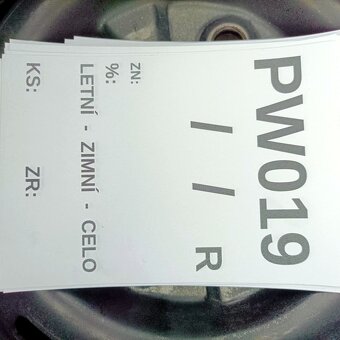 PW019
/ / R
ZN:
%:
LETNÍ - ZIMNÍ - CELO
KS: ZR: